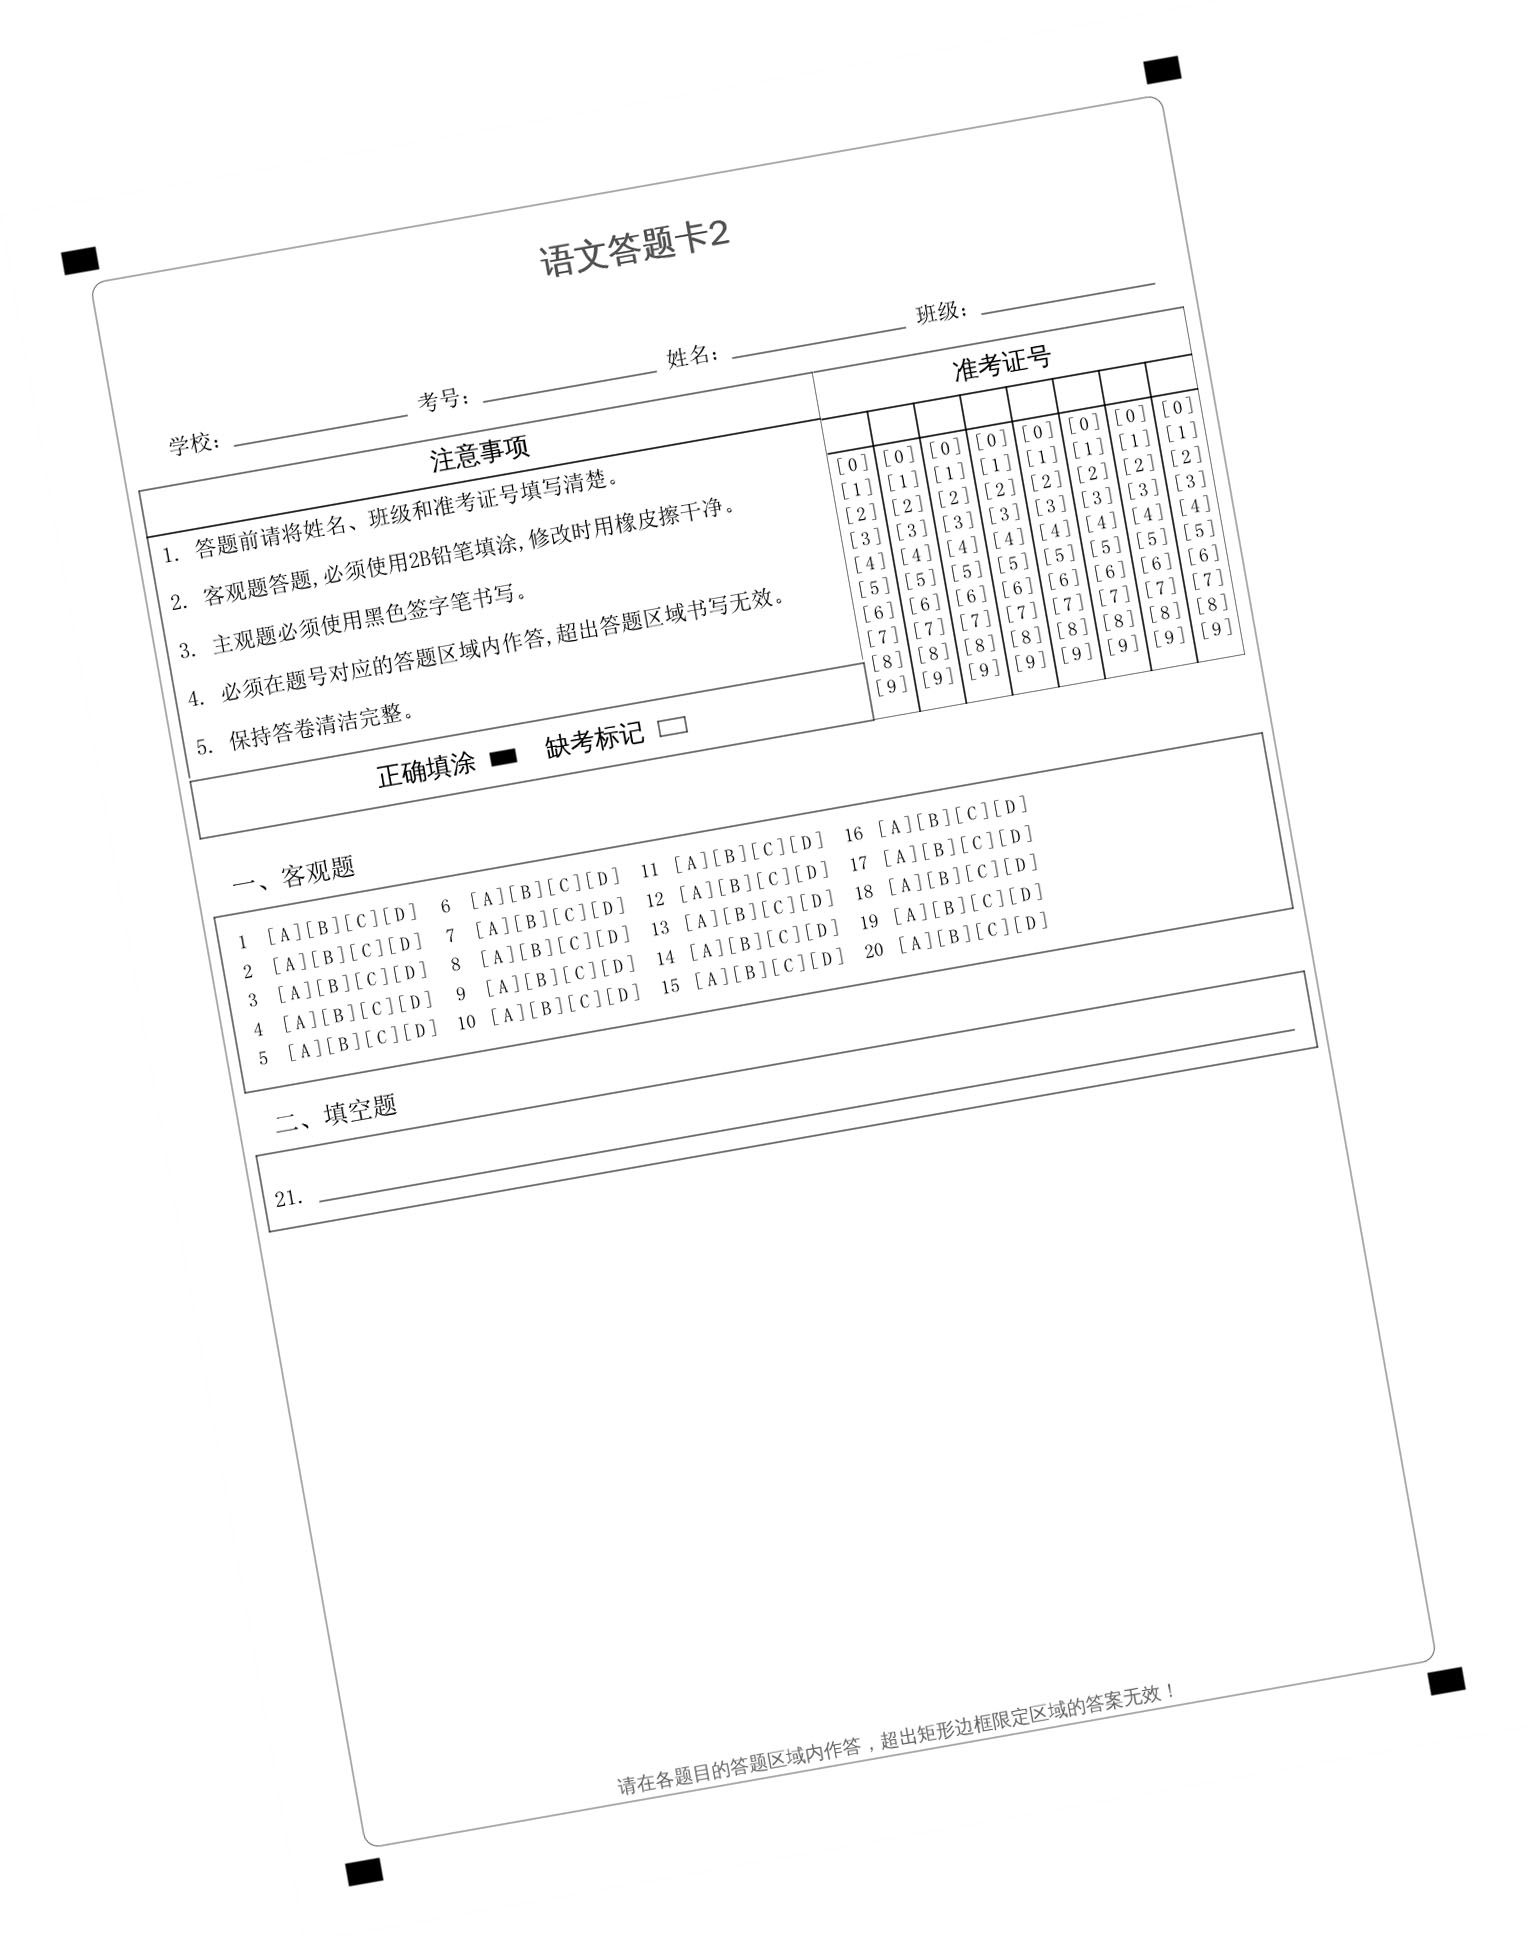 语文答题卡2
学校： 考号： 姓名： 班级：
注意事项
1. 答题前请将姓名、班级和准考证号填写清楚。
2. 客观题答题,必须使用2B铅笔填涂,修改时用橡皮擦干净。
3. 主观题必须使用黑色签字笔书写。
4. 必须在题号对应的答题区域内作答,超出答题区域书写无效。
5. 保持答卷清洁完整。
正确填涂 缺考标记
准考证号
[0] [0] [0] [0] [0] [0] [0] [0]
[1] [1] [1] [1] [1] [1] [1] [1]
[2] [2] [2] [2] [2] [2] [2] [2]
[3] [3] [3] [3] [3] [3] [3] [3]
[4] [4] [4] [4] [4] [4] [4] [4]
[5] [5] [5] [5] [5] [5] [5] [5]
[6] [6] [6] [6] [6] [6] [6] [6]
[7] [7] [7] [7] [7] [7] [7] [7]
[8] [8] [8] [8] [8] [8] [8] [8]
[9] [9] [9] [9] [9] [9] [9] [9]
一、客观题
1 [A][B][C][D] 6 [A][B][C][D] 11 [A][B][C][D] 16 [A][B][C][D]
2 [A][B][C][D] 7 [A][B][C][D] 12 [A][B][C][D] 17 [A][B][C][D]
3 [A][B][C][D] 8 [A][B][C][D] 13 [A][B][C][D] 18 [A][B][C][D]
4 [A][B][C][D] 9 [A][B][C][D] 14 [A][B][C][D] 19 [A][B][C][D]
5 [A][B][C][D] 10 [A][B][C][D] 15 [A][B][C][D] 20 [A][B][C][D]
二、填空题
21.
请在各题目的答题区域内作答，超出矩形边框限定区域的答案无效！